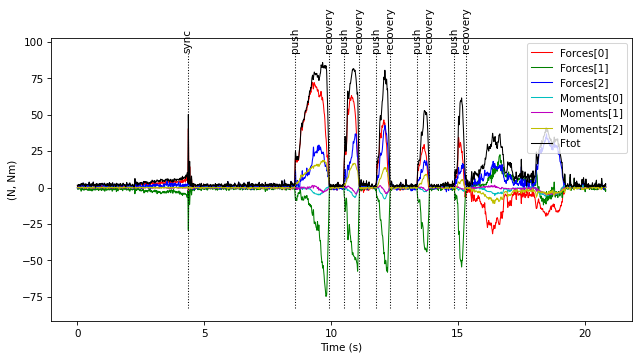 sync
push
recovery
push
recovery
push
recovery
push
recovery
push
recovery
Forces[0]
Forces[1]
Forces[2]
Moments[0]
Moments[1]
Moments[2]
Ftot
100
75
50
25
0
−25
−50
−75
(N, Nm)
0
5
10
15
20
Time (s)